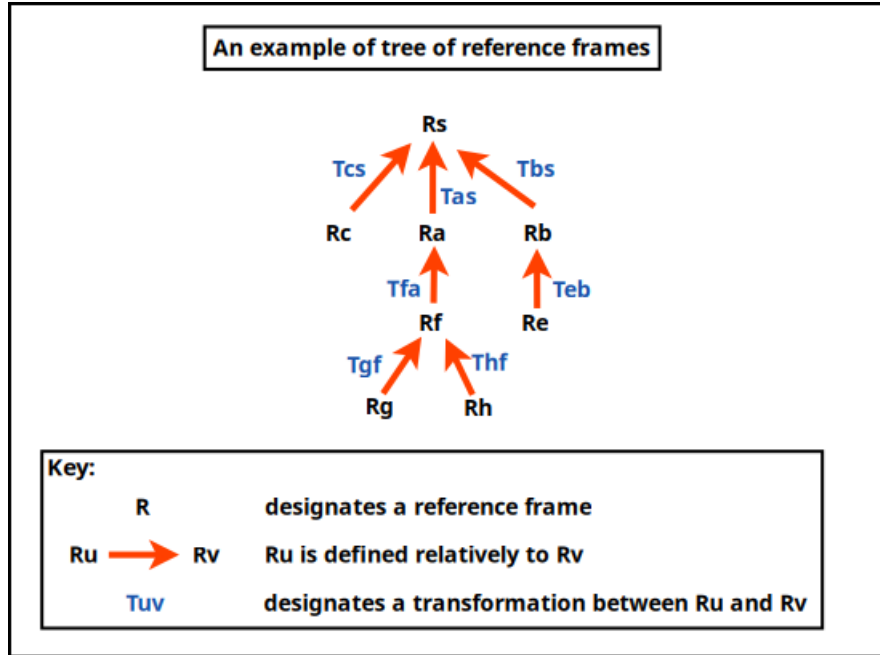 An example of tree of reference frames
Rs
Tcs Tbs
Tas
Rc Ra Rb
Tfa Teb
Rf Re
Tgf Thf
Rg Rh
Key:
R designates a reference frame
Ru Rv Ru is defined relatively to Rv
Tuv designates a transformation between Ru and Rv